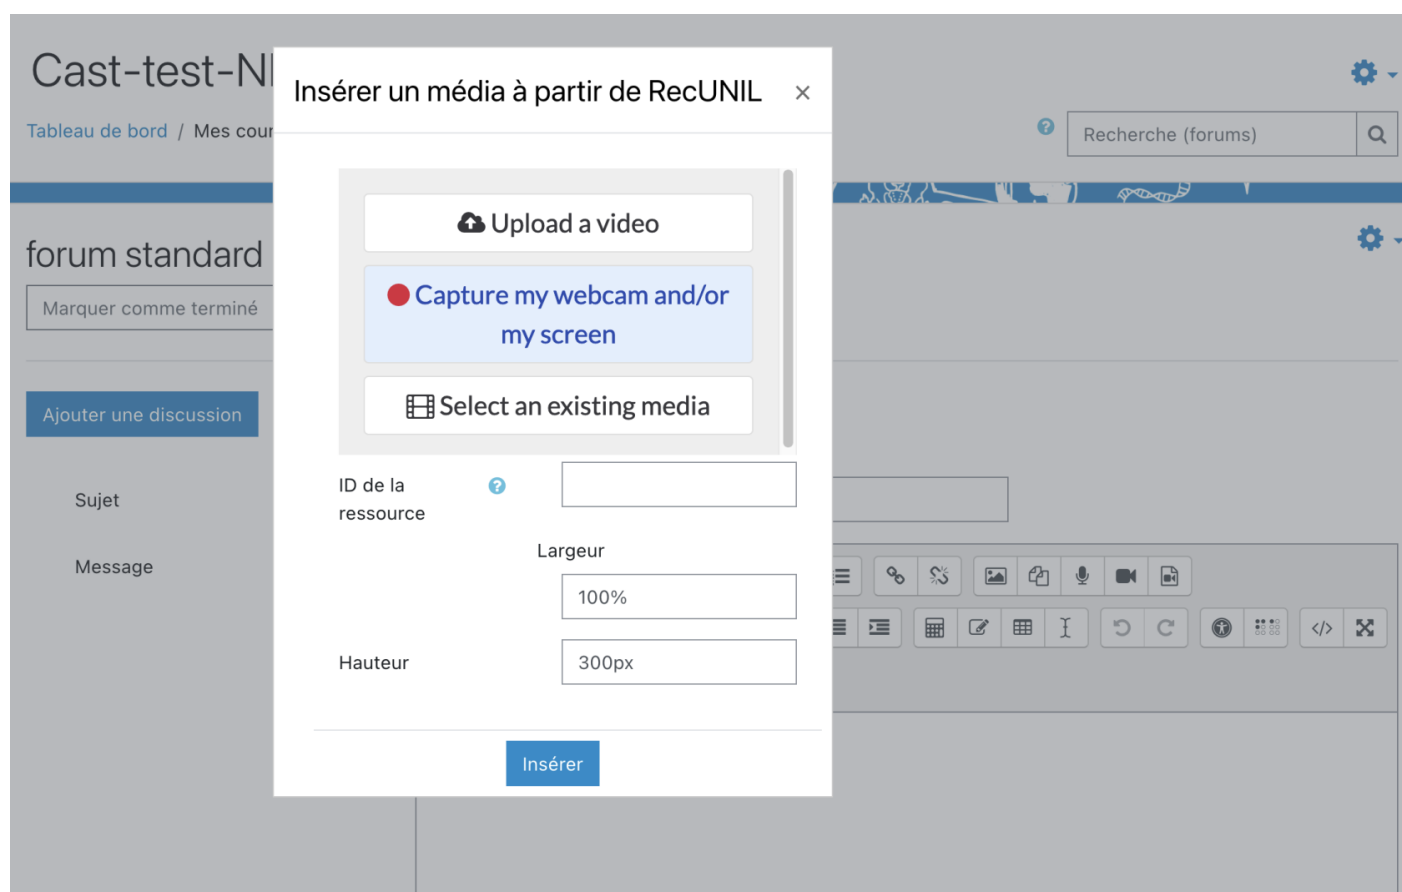 Cast-test-N
Insérer un média à partir de RecUNIL ×
Tableau de bord / Mes cour
Recherche (forums)
Upload a video
forum standard
Capture my webcam and/or
my screen
Marquer comme terminé
Select an existing media
Ajouter une discussion
ID de la
ressource
Sujet
Largeur
Message
100%
Hauteur
300px
Insérer